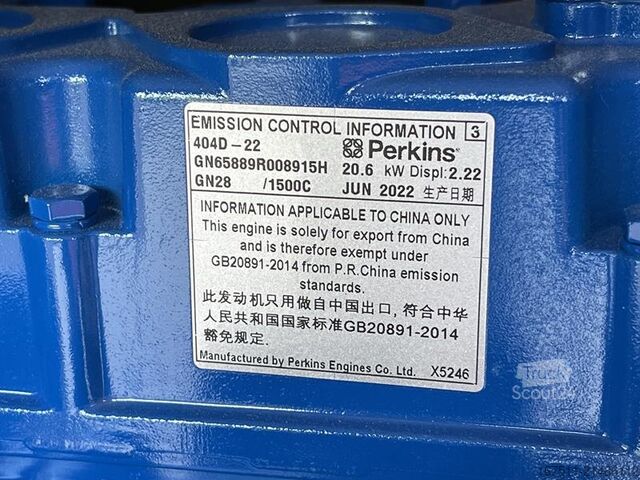 EMISSION CONTROL INFORMATION 3
404D-22 Perkins
GN65889R008915H 20.6 kW Displ:2.22
GN28 /1500C JUN 2022 生产日期
INFORMATION APPLICABLE TO CHINA ONLY
This engine is solely for export from China
and is therefore exempt under
GB20891-2014 from P.R.China emission
standards.
此发动机只用做自中国出口,符合中华
人民共和国国家标准GB20891-2014
豁免规定.
Manufactured by Perkins Engines Co. Ltd. X5246
Truck
Scout24